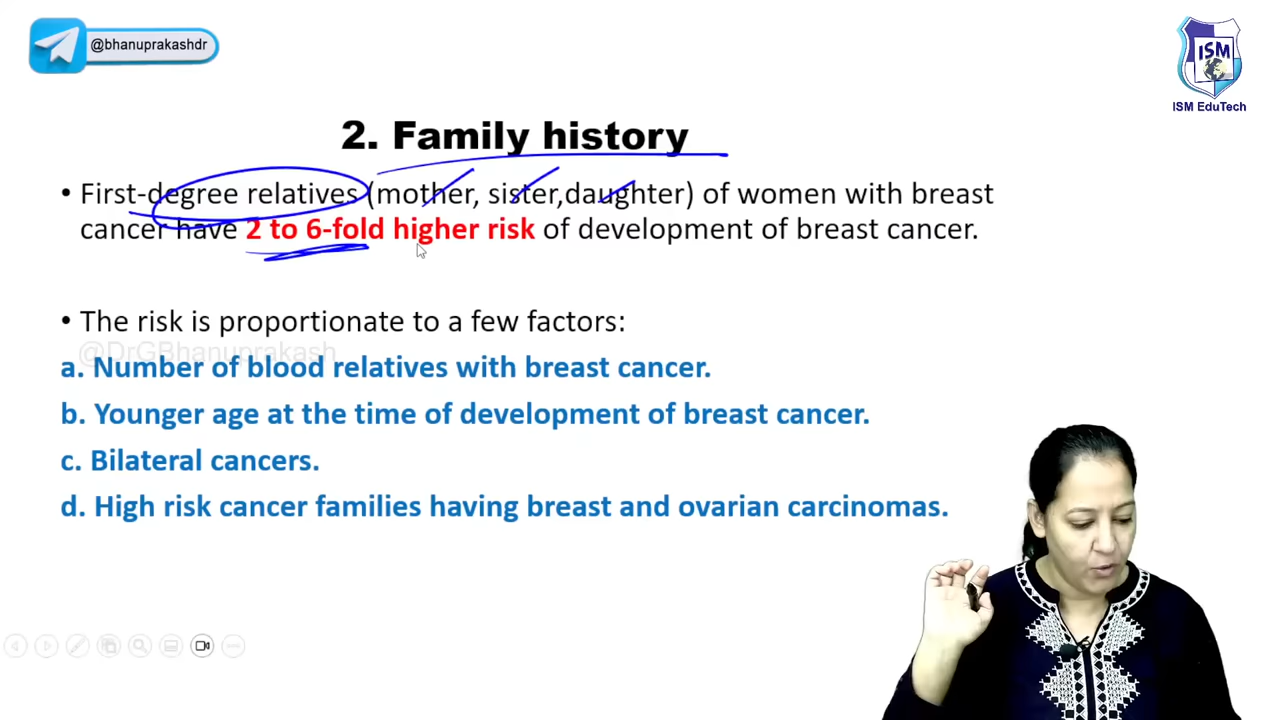 @bhanuprakashdr
ISM
ISM EduTech
2. Family history
• First-degree relatives (mother, sister,daughter) of women with breast
cancer have 2 to 6-fold higher risk of development of breast cancer.
• The risk is proportionate to a few factors:
@DrGBhanuprakash
a. Number of blood relatives with breast cancer.
b. Younger age at the time of development of breast cancer.
c. Bilateral cancers.
d. High risk cancer families having breast and ovarian carcinomas.